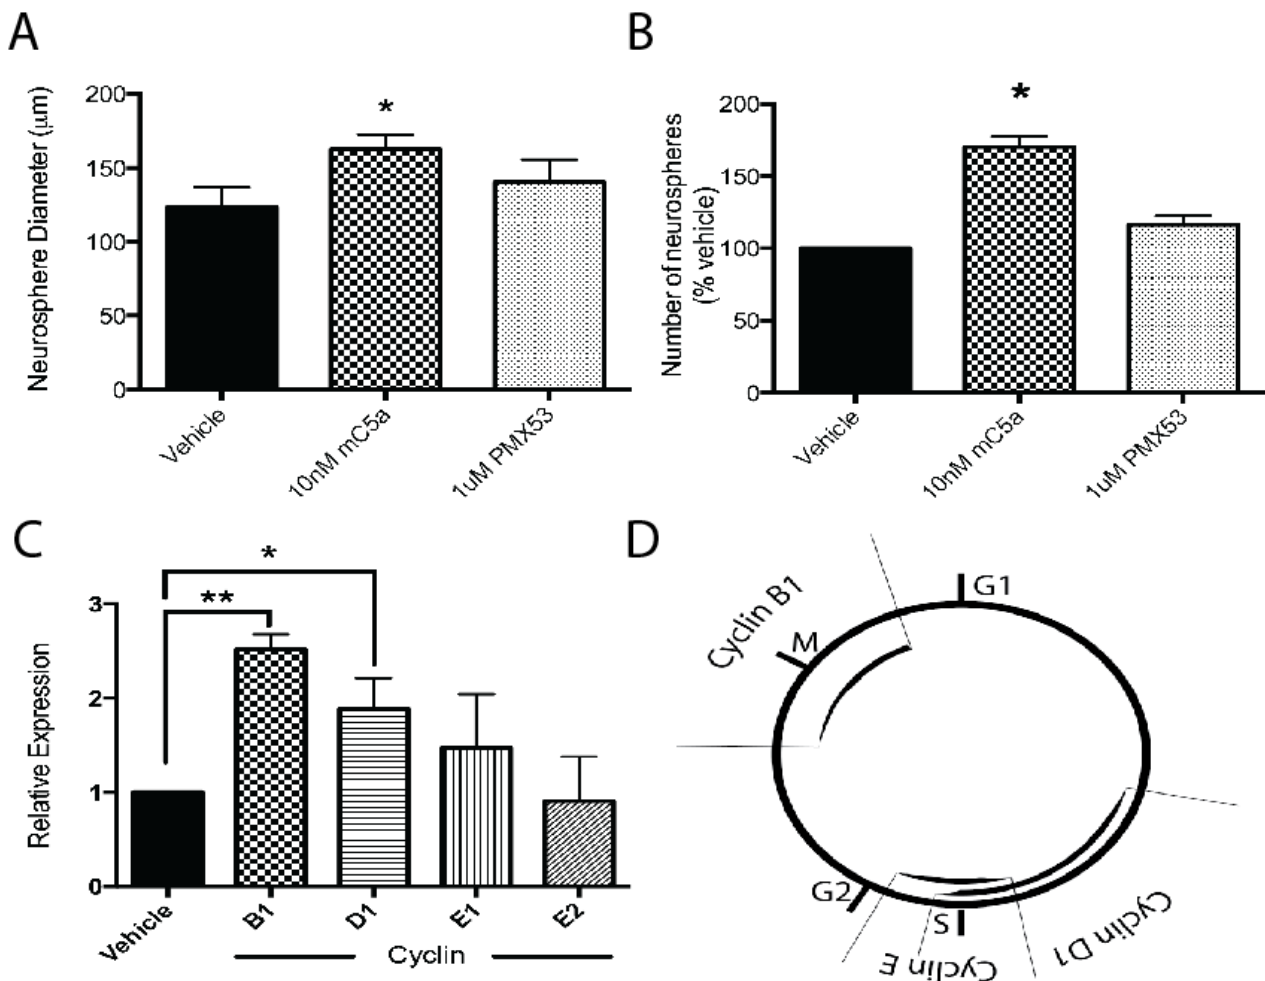 A
Neurosphere Diameter (μm)
200
150
100
50
0
*
Vehicle
10nM mC5a
1uM PMX53
B
Number of neurospheres
(% vehicle)
200
150
100
50
0
*
Vehicle
10nM mC5a
1uM PMX53
C
Relative Expression
3
2
1
0
*
**
Vehicle
B1
D1
E1
E2
Cyclin
D
Cyclin B1
M
G1
G2
S
Cyclin E
Cyclin D1